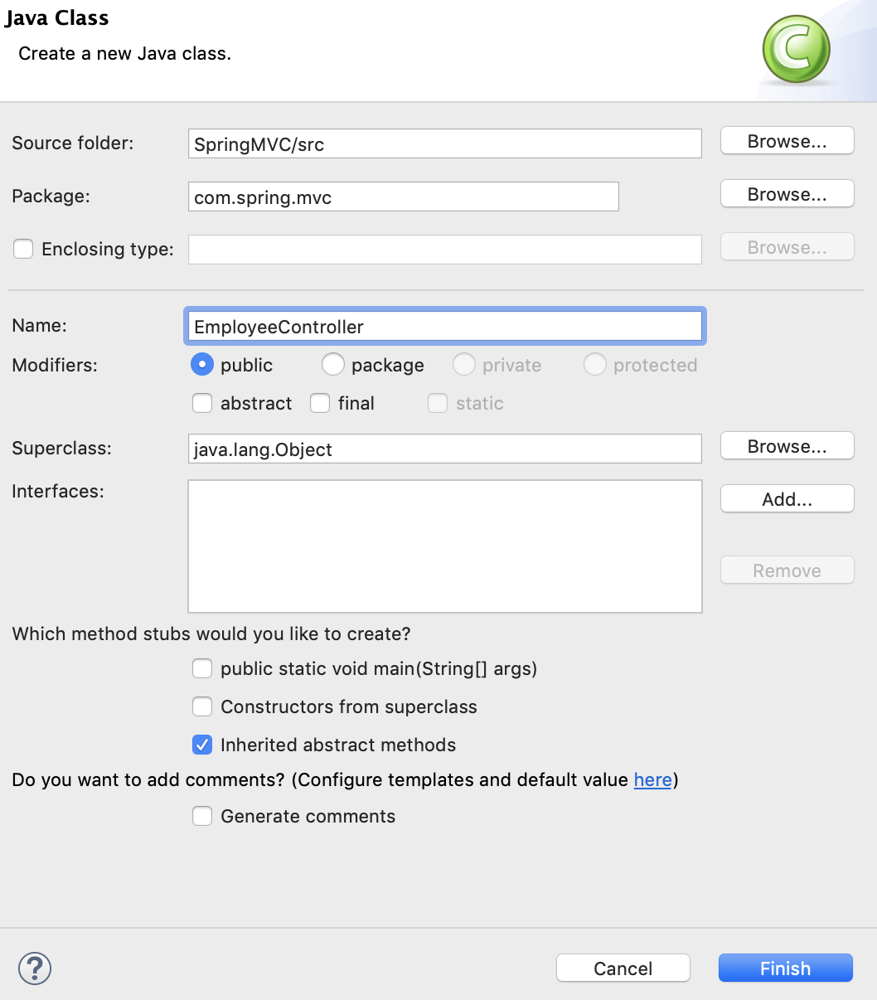 Java Class
Create a new Java class.
Source folder: SpringMVC/src Browse...
Package: com.spring.mvc Browse...
Enclosing type: Browse...
Name: EmployeeController
Modifiers: public package private protected
abstract final static
Superclass: java.lang.Object Browse...
Interfaces: Add...
Remove
Which method stubs would you like to create?
public static void main(String[] args)
Constructors from superclass
Inherited abstract methods
Do you want to add comments? (Configure templates and default value here)
Generate comments
? Cancel Finish